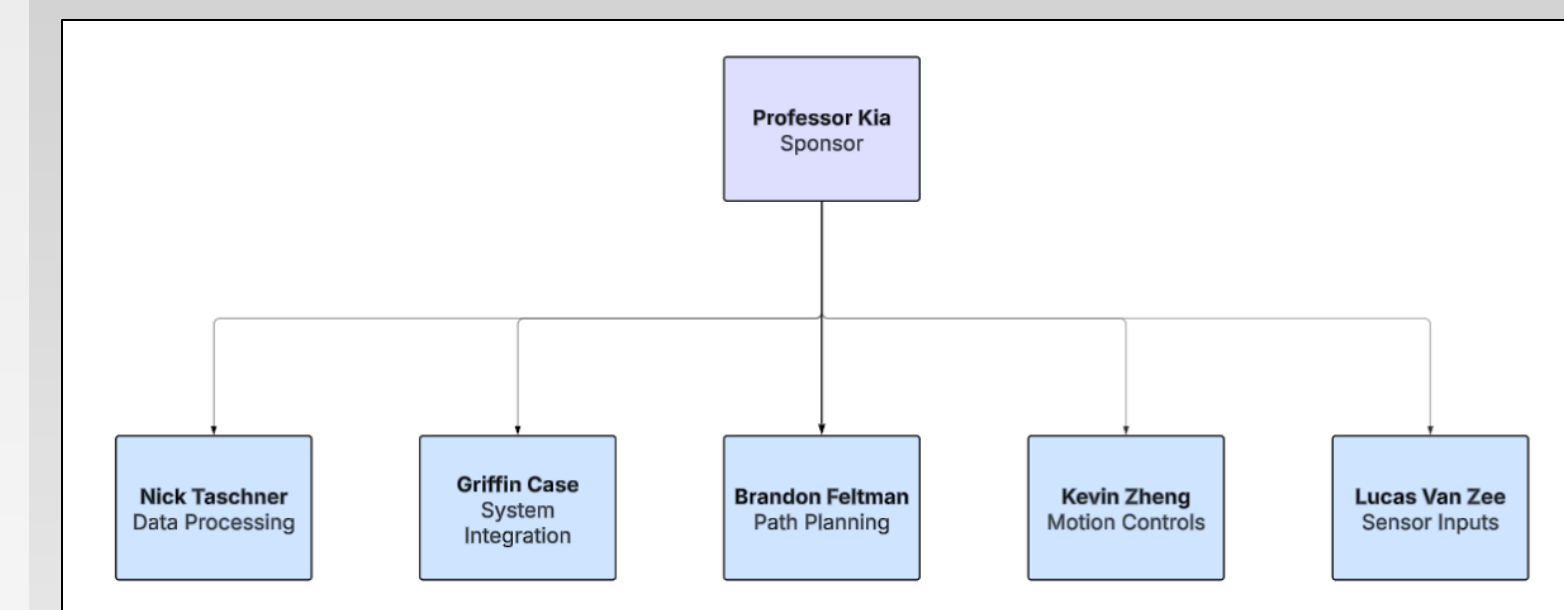 Professor Kia
Sponsor
Nick Taschner
Data Processing
Griffin Case
System
Integration
Brandon Feltman
Path Planning
Kevin Zheng
Motion Controls
Lucas Van Zee
Sensor Inputs